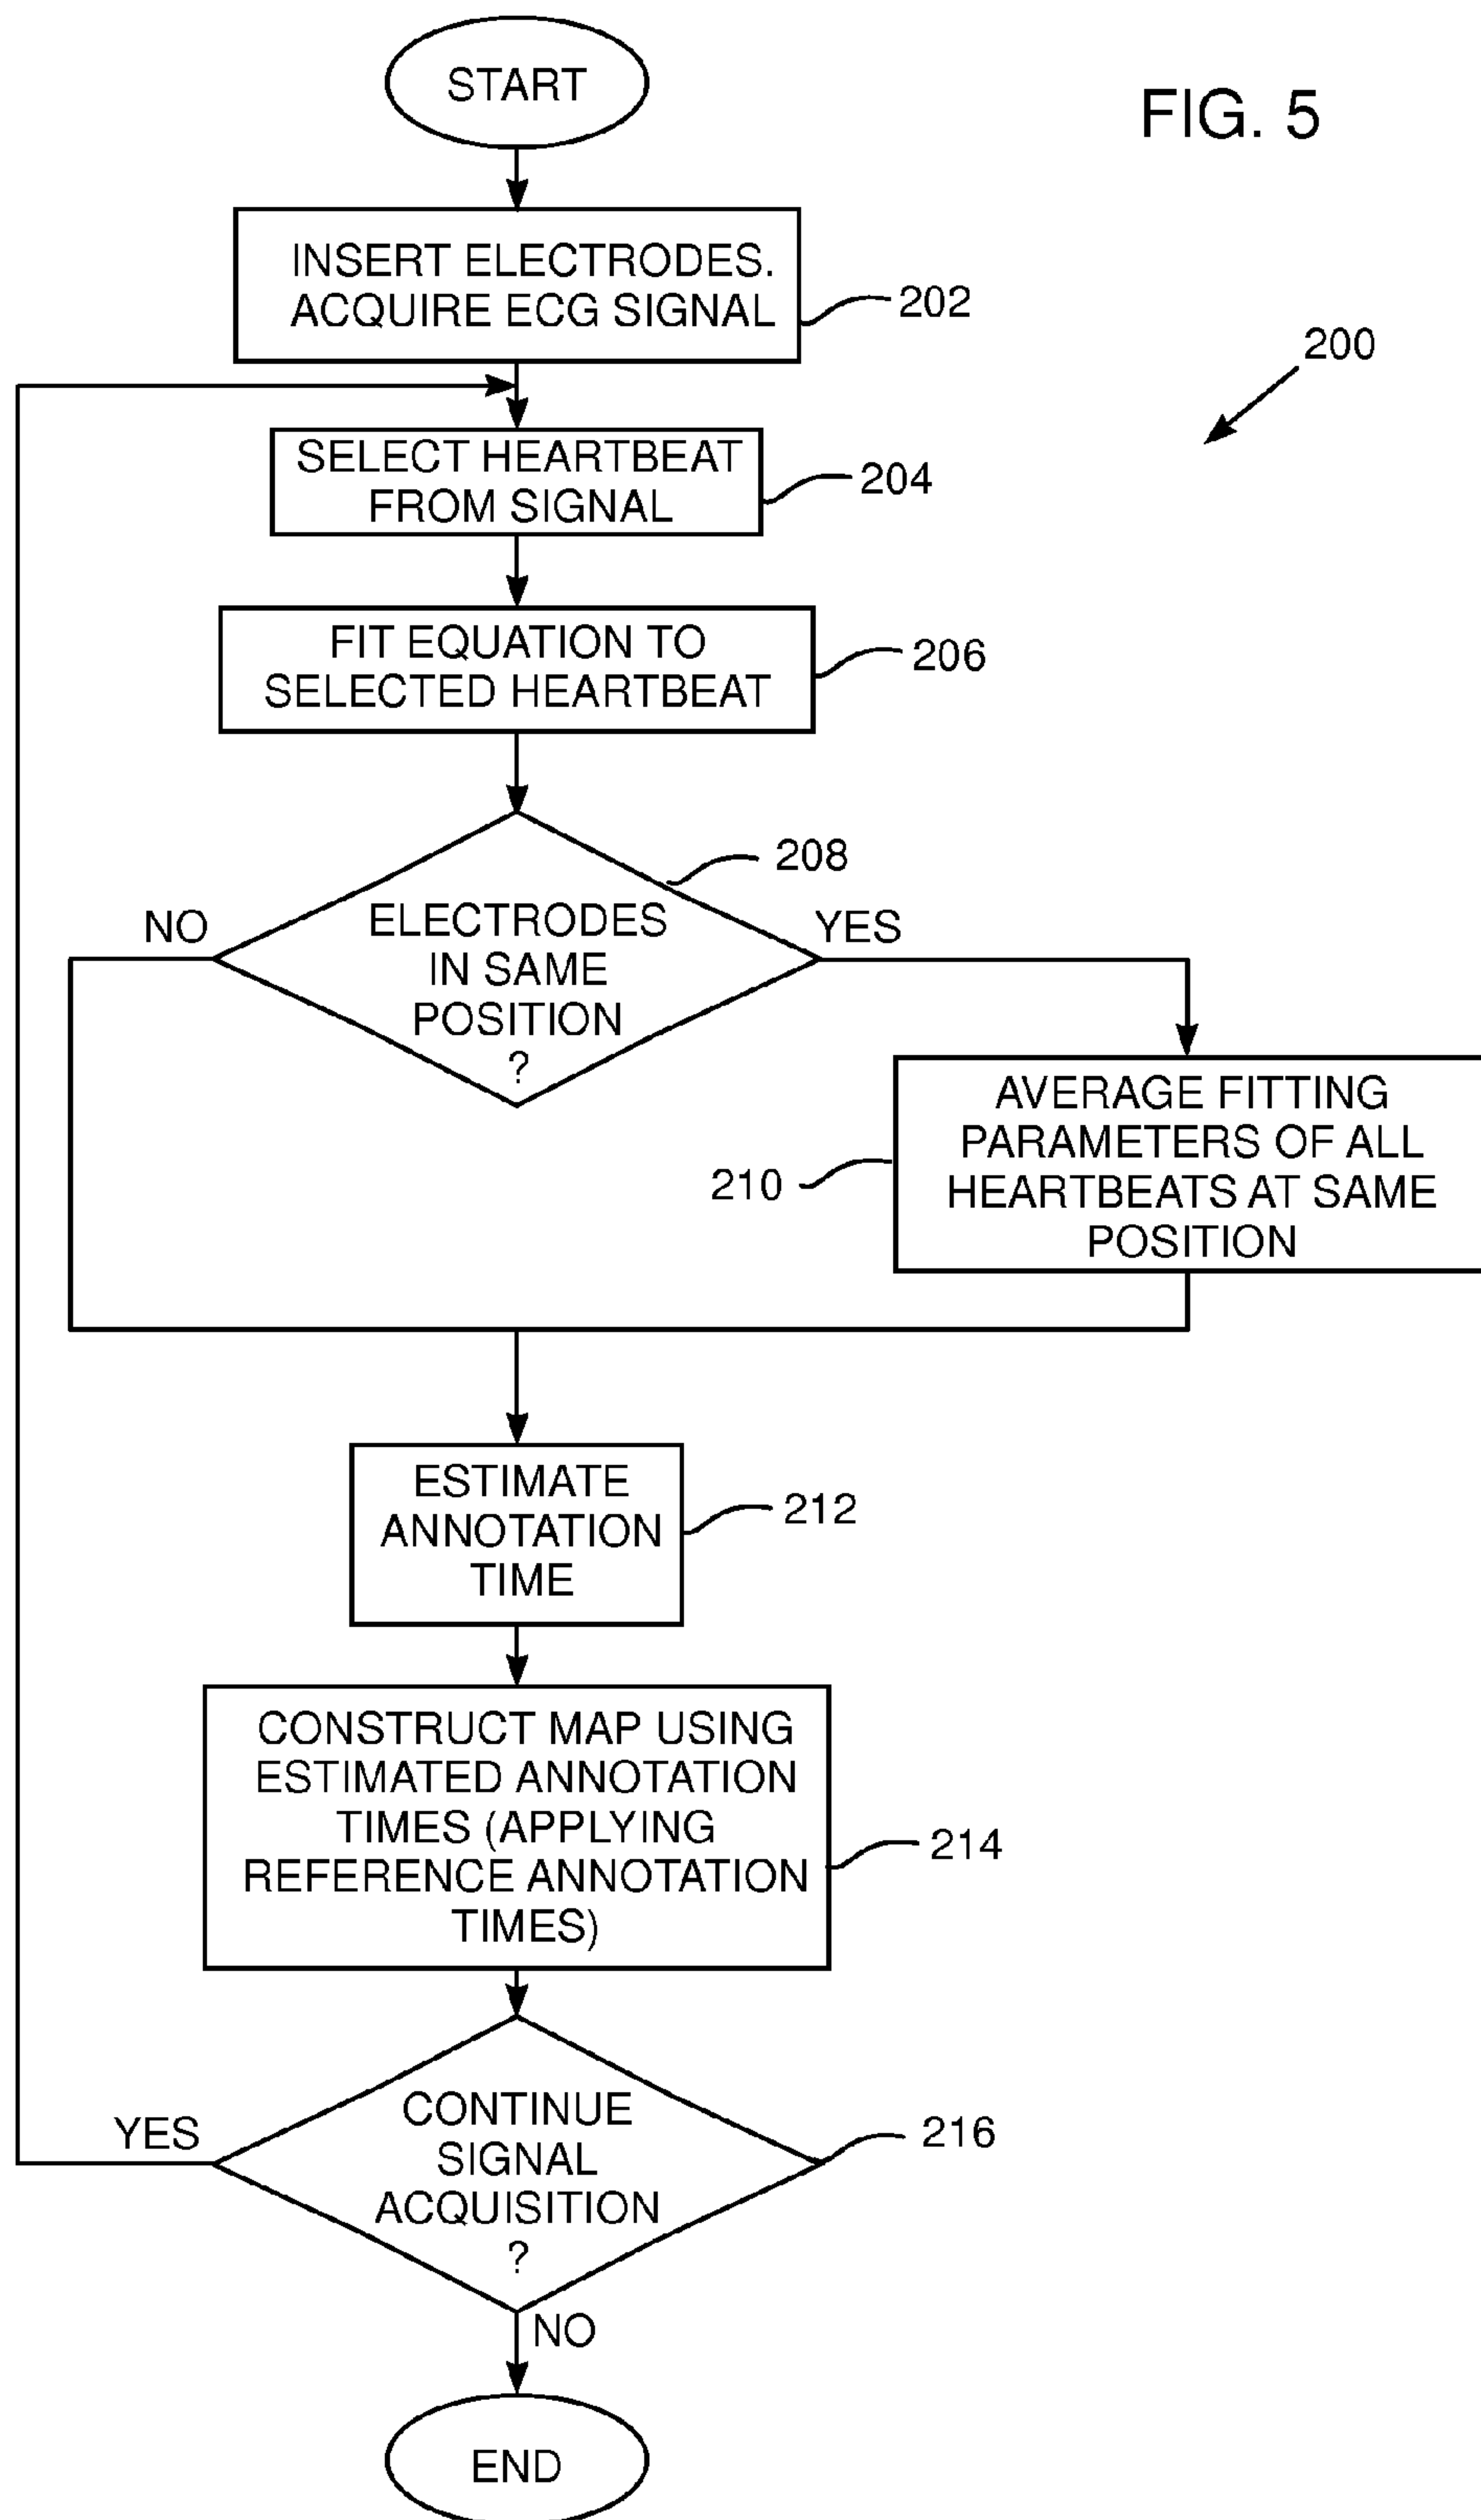 START
FIG. 5
INSERT ELECTRODES.
ACQUIRE ECG SIGNAL
202
200
SELECT HEARTBEAT
FROM SIGNAL
204
FIT EQUATION TO
SELECTED HEARTBEAT
206
208
NO
ELECTRODES
IN SAME
POSITION
?
YES
AVERAGE FITTING
PARAMETERS OF ALL
HEARTBEATS AT SAME
POSITION
210
ESTIMATE
ANNOTATION
TIME
212
CONSTRUCT MAP USING
ESTIMATED ANNOTATION
TIMES (APPLYING
REFERENCE ANNOTATION
TIMES)
214
YES
CONTINUE
SIGNAL
ACQUISITION
?
216
NO
END